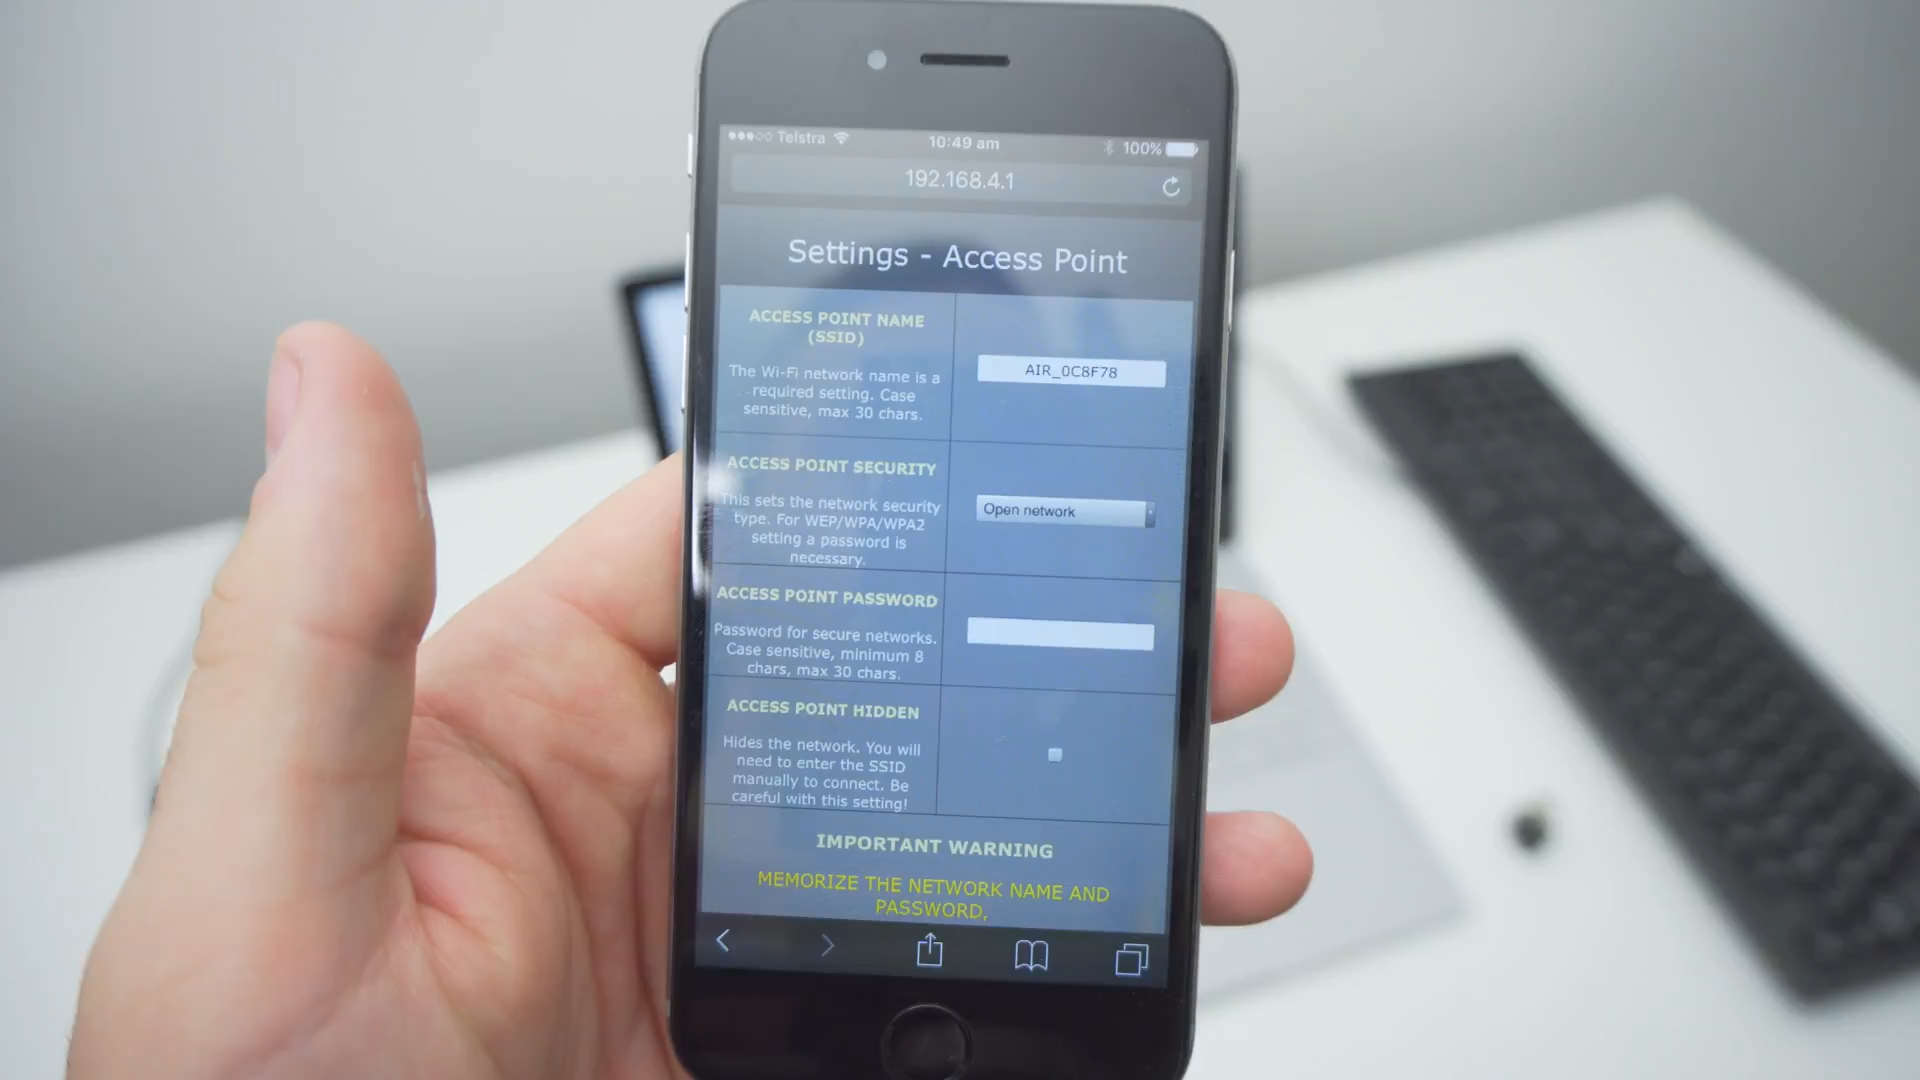 Telstra 10:49 am 100%
192.168.4.1
Settings - Access Point
ACCESS POINT NAME
(SSID)
The Wi-Fi network name is a
required setting. Case
sensitive, max 30 chars.
AIR_0C8F78
ACCESS POINT SECURITY
This sets the network security
type. For WEP/WPA/WPA2
setting a password is
necessary.
Open network
ACCESS POINT PASSWORD
Password for secure networks.
Case sensitive, minimum 8
chars, max 30 chars.
ACCESS POINT HIDDEN
Hides the network. You will
need to enter the SSID
manually to connect. Be
careful with this setting!
IMPORTANT WARNING
MEMORIZE THE NETWORK NAME AND
PASSWORD,